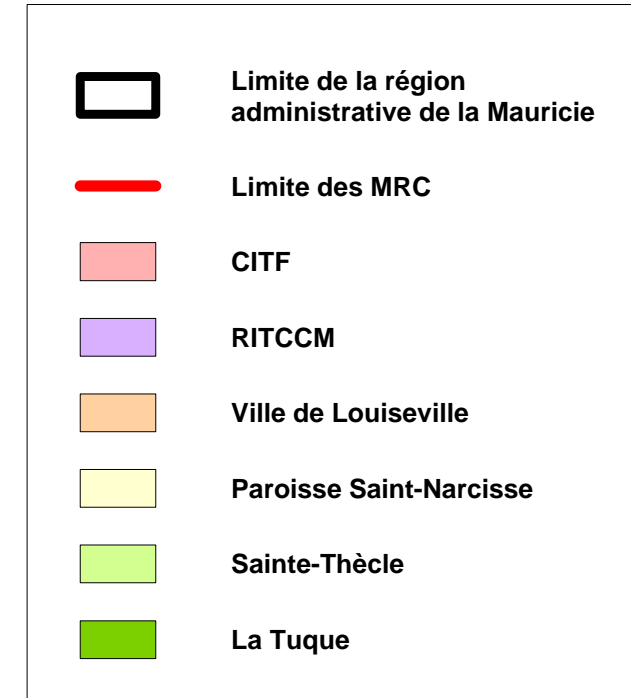 Limite de la région
administrative de la Mauricie
Limite des MRC
CITF
RITCCM
Ville de Louiseville
Paroisse Saint-Narcisse
Sainte-Thècle
La Tuque